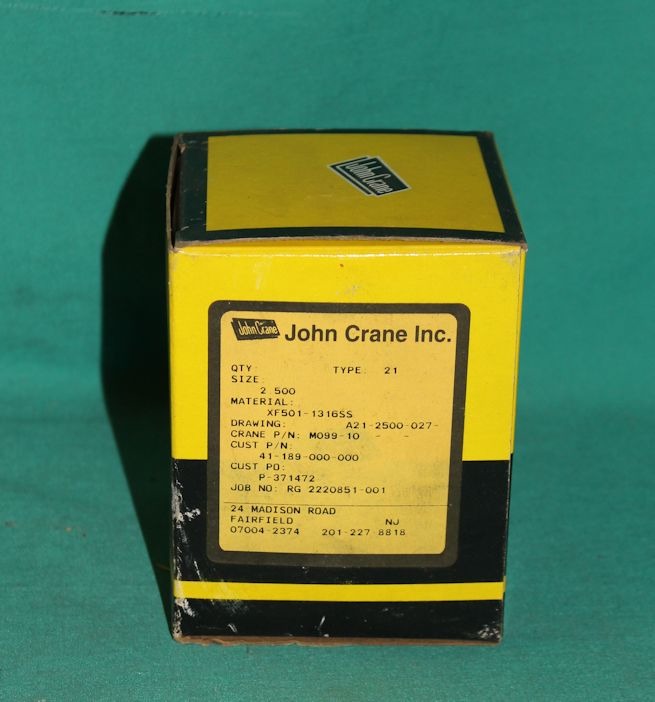 John Crane
John Crane John Crane Inc.
QTY: TYPE: 21
SIZE:
2.500
MATERIAL:
XF501-1316SS
DRAWING: A21-2500-027-
CRANE P/N: M099-10 - -
CUST P/N:
41-189-000-000
CUST PO:
P-371472
JOB NO: RG 2220851-001
24 MADISON ROAD
FAIRFIELD NJ
07004-2374 201-227-8818